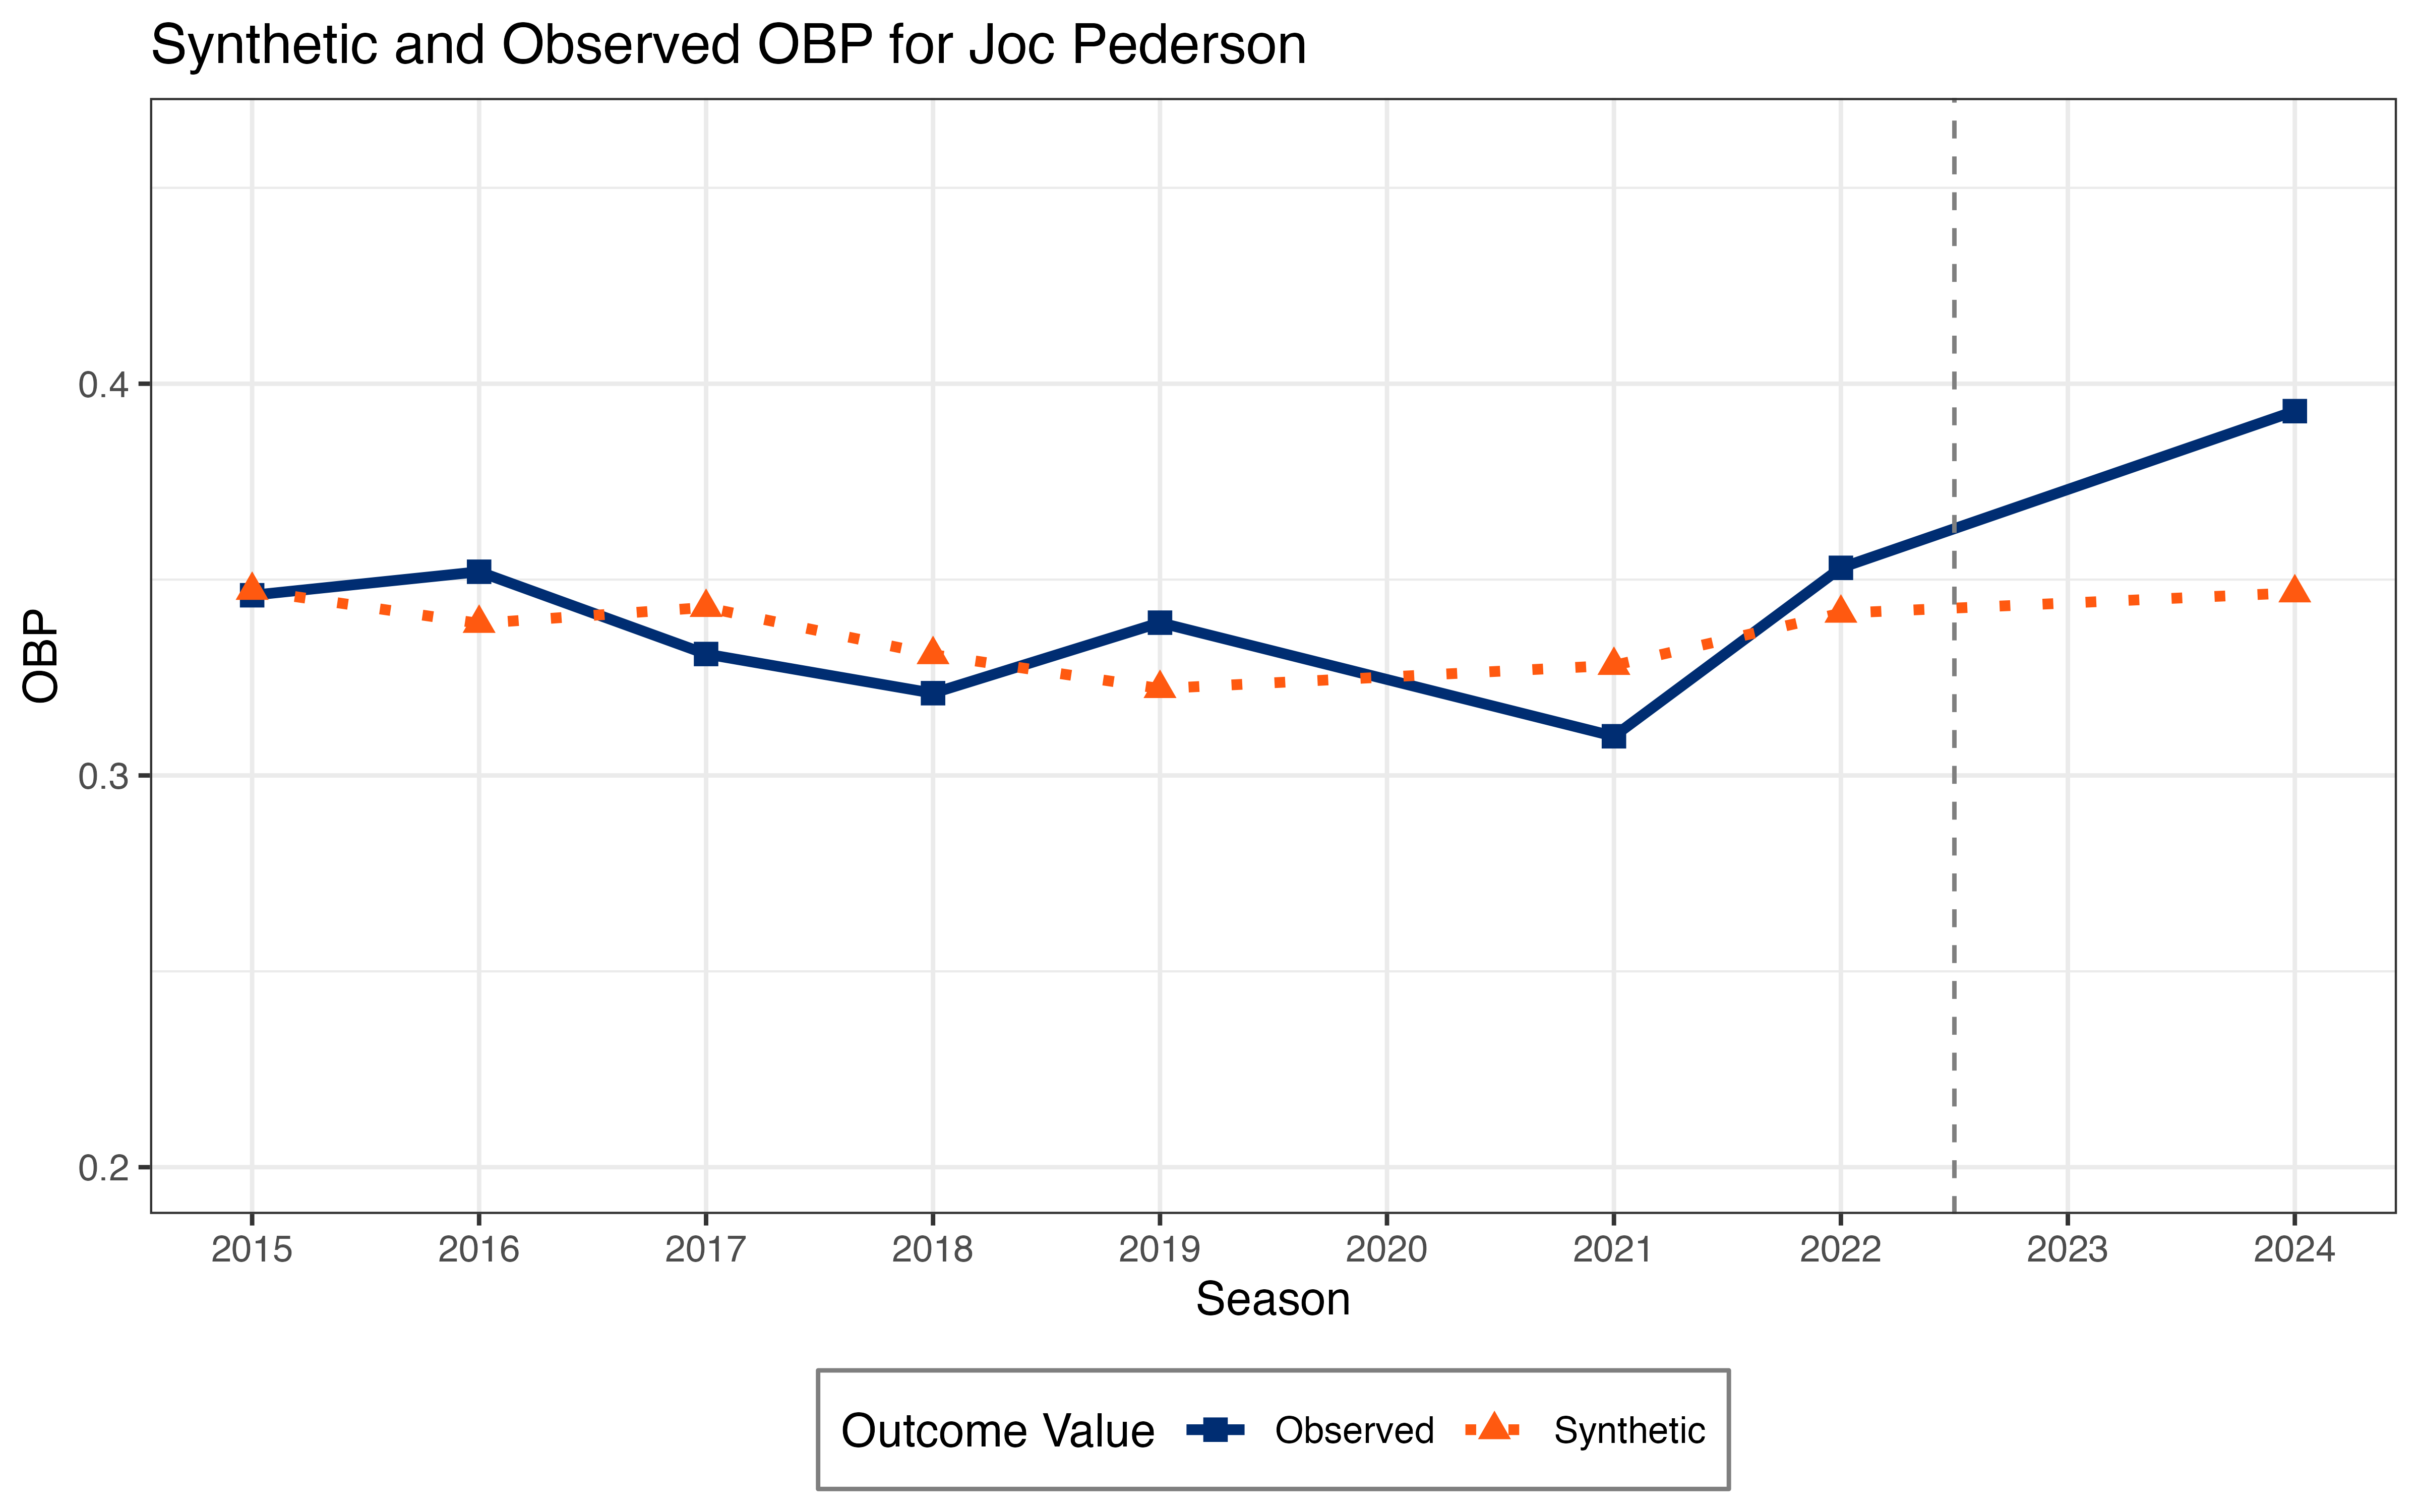 Synthetic and Observed OBP for Joc Pederson
OBP
0.4
0.3
0.2
2015 2016 2017 2018 2019 2020 2021 2022 2023 2024
Season
Outcome Value Observed Synthetic